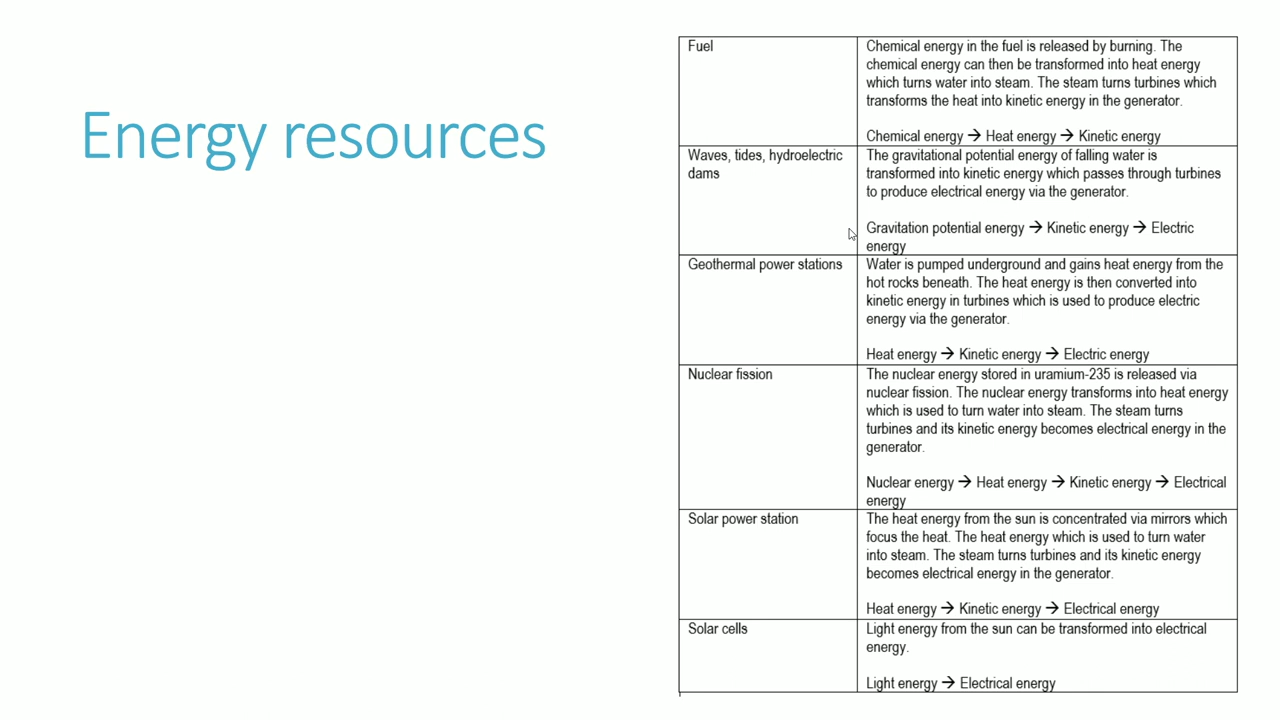 Energy resources
Fuel
Chemical energy in the fuel is released by burning. The
chemical energy can then be transformed into heat energy
which turns water into steam. The steam turns turbines which
transforms the heat into kinetic energy in the generator.
Chemical energy → Heat energy → Kinetic energy
Waves, tides, hydroelectric
dams
The gravitational potential energy of falling water is
transformed into kinetic energy which passes through turbines
to produce electrical energy via the generator.
Gravitation potential energy → Kinetic energy → Electric
energy
Geothermal power stations
Water is pumped underground and gains heat energy from the
hot rocks beneath. The heat energy is then converted into
kinetic energy in turbines which is used to produce electric
energy via the generator.
Heat energy → Kinetic energy → Electric energy
Nuclear fission
The nuclear energy stored in uramium-235 is released via
nuclear fission. The nuclear energy transforms into heat energy
which is used to turn water into steam. The steam turns
turbines and its kinetic energy becomes electrical energy in the
generator.
Nuclear energy → Heat energy → Kinetic energy → Electrical
energy
Solar power station
The heat energy from the sun is concentrated via mirrors which
focus the heat. The heat energy which is used to turn water
into steam. The steam turns turbines and its kinetic energy
becomes electrical energy in the generator.
Heat energy → Kinetic energy → Electrical energy
Solar cells
Light energy from the sun can be transformed into electrical
energy.
Light energy → Electrical energy